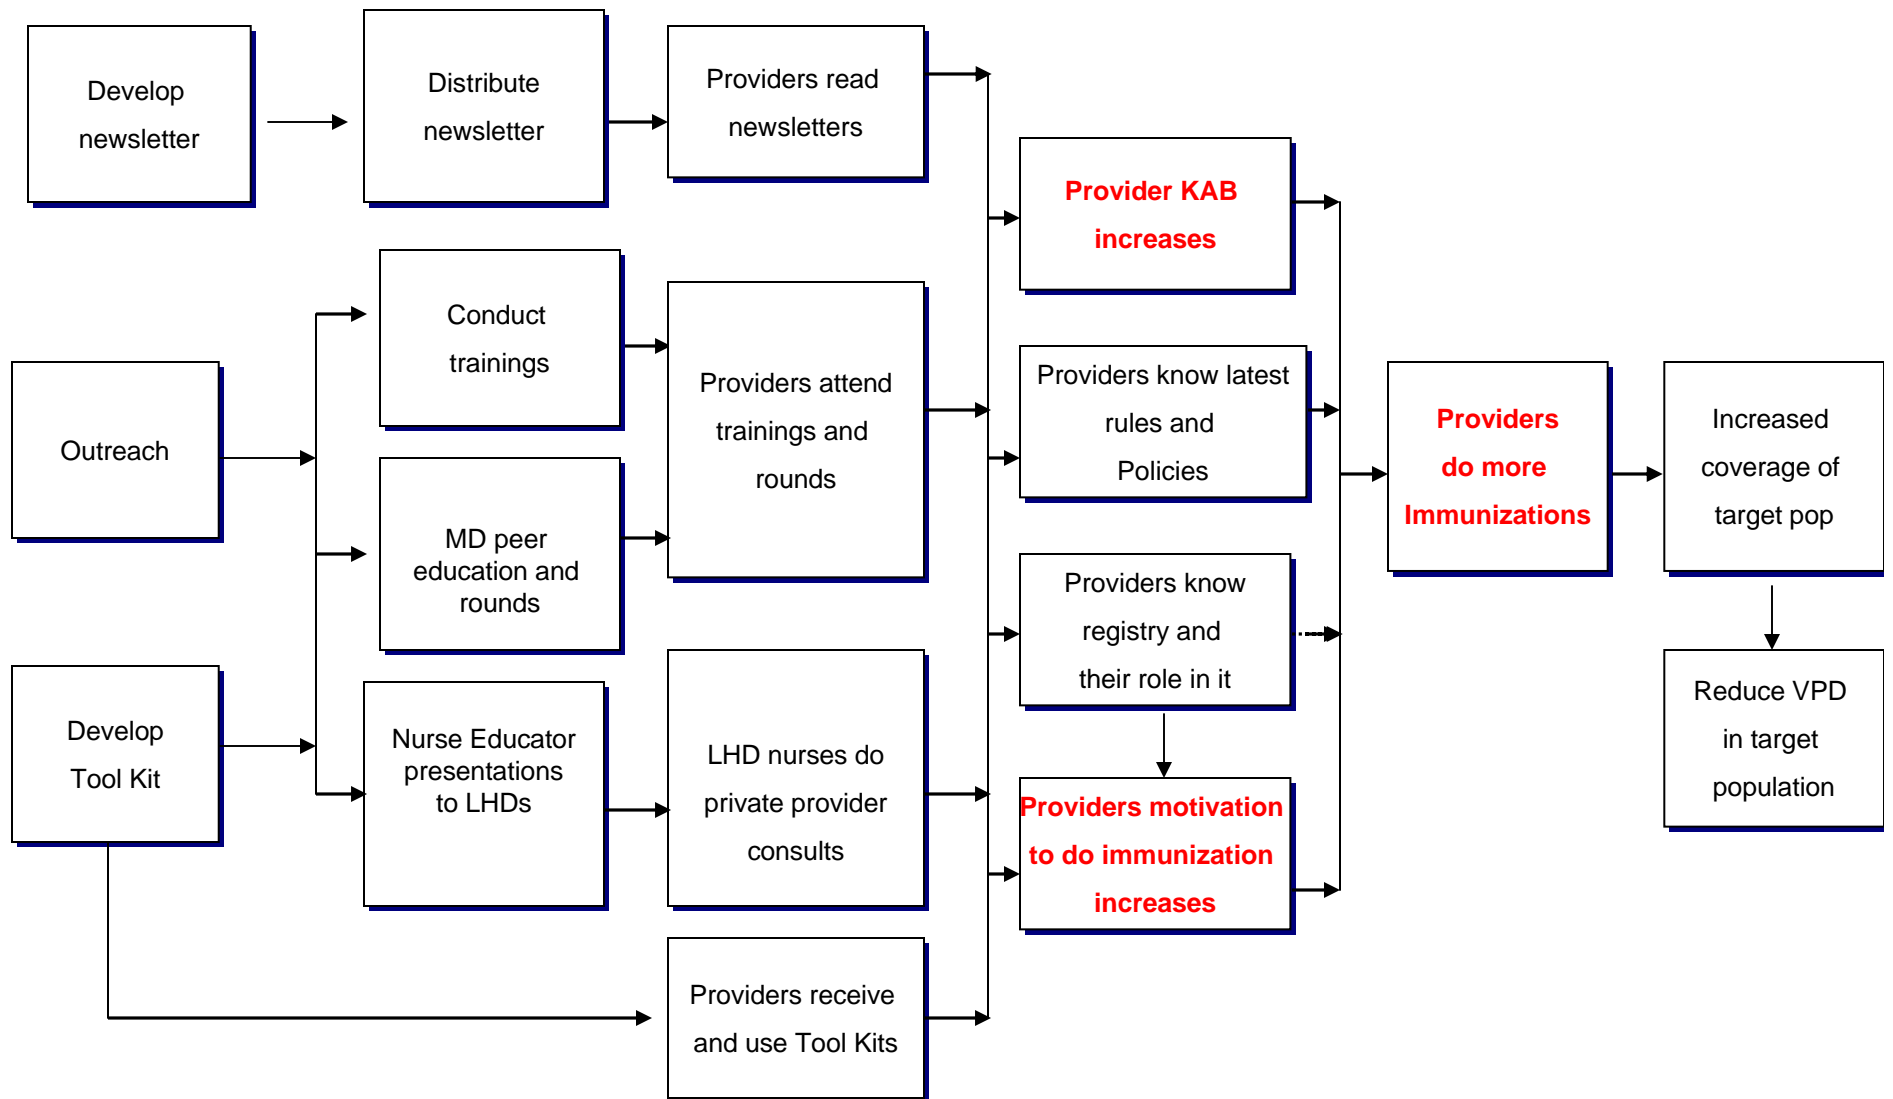 Develop
newsletter
Distribute
newsletter
Providers read
newsletters
Outreach
Develop
Tool Kit
Conduct
trainings
MD peer
education and
rounds
Nurse Educator
presentations
to LHDs
Providers attend
trainings and
rounds
LHD nurses do
private provider
consults
Providers receive
and use Tool Kits
Provider KAB
increases
Providers know latest
rules and
Policies
Providers know
registry and
their role in it
Providers motivation
to do immunization
increases
Providers
do more
Immunizations
Increased
coverage of
target pop
Reduce VPD
in target
population